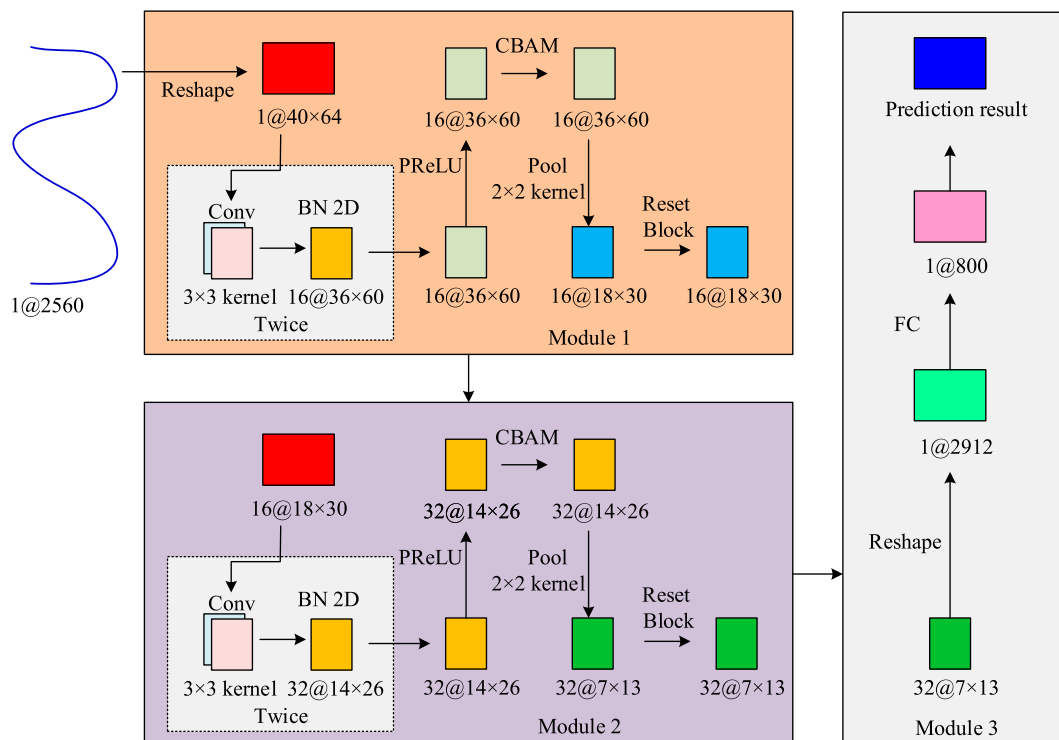 1@2560
Reshape
1@40×64
Conv
3×3 kernel
BN 2D
16@36×60
Twice
16@36×60
PReLU
16@36×60
CBAM
16@36×60
Pool
2×2 kernel
16@18×30
Reset
Block
16@18×30
Module 1
16@18×30
Conv
3×3 kernel
BN 2D
32@14×26
Twice
32@14×26
PReLU
32@14×26
CBAM
32@14×26
Pool
2×2 kernel
32@7×13
Reset
Block
32@7×13
Module 2
Prediction result
1@800
FC
1@2912
Reshape
32@7×13
Module 3